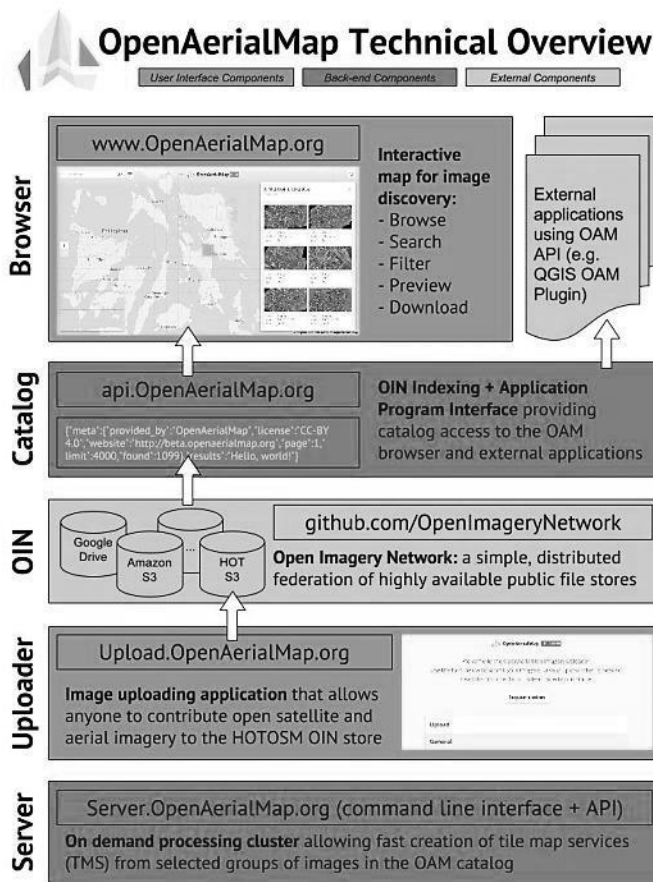 OpenAerialMap Technical Overview
User Interface Components
Back-end Components
External Components
Browser
www.OpenAerialMap.org
Interactive
map for image
discovery:
- Browse
- Search
- Filter
- Preview
- Download
External
applications
using OAM
API (e.g.
QGIS OAM
Plugin)
Catalog
api.OpenAerialMap.org
{"meta":{"provided_by":"OpenAerialMap","license":"CC-BY
4.0","website":"http://beta.openaerialmap.org","page":1,"
limit":4000,"found":1099},"results":"Hello, world!"}
OIN Indexing + Application
Program Interface providing
catalog access to the OAM
browser and external applications
OIN
Google
Drive
Amazon
S3
...
HOT
S3
github.com/OpenImageryNetwork
Open Imagery Network: a simple, distributed
federation of highly available public file stores
Uploader
Upload.OpenAerialMap.org
Image uploading application that allows
anyone to contribute open satellite and
aerial imagery to the HOTOSM OIN store
OpenAerialMap
Upload
General
Server
Server.OpenAerialMap.org (command line interface + API)
On demand processing cluster allowing fast creation of tile map services
(TMS) from selected groups of images in the OAM catalog